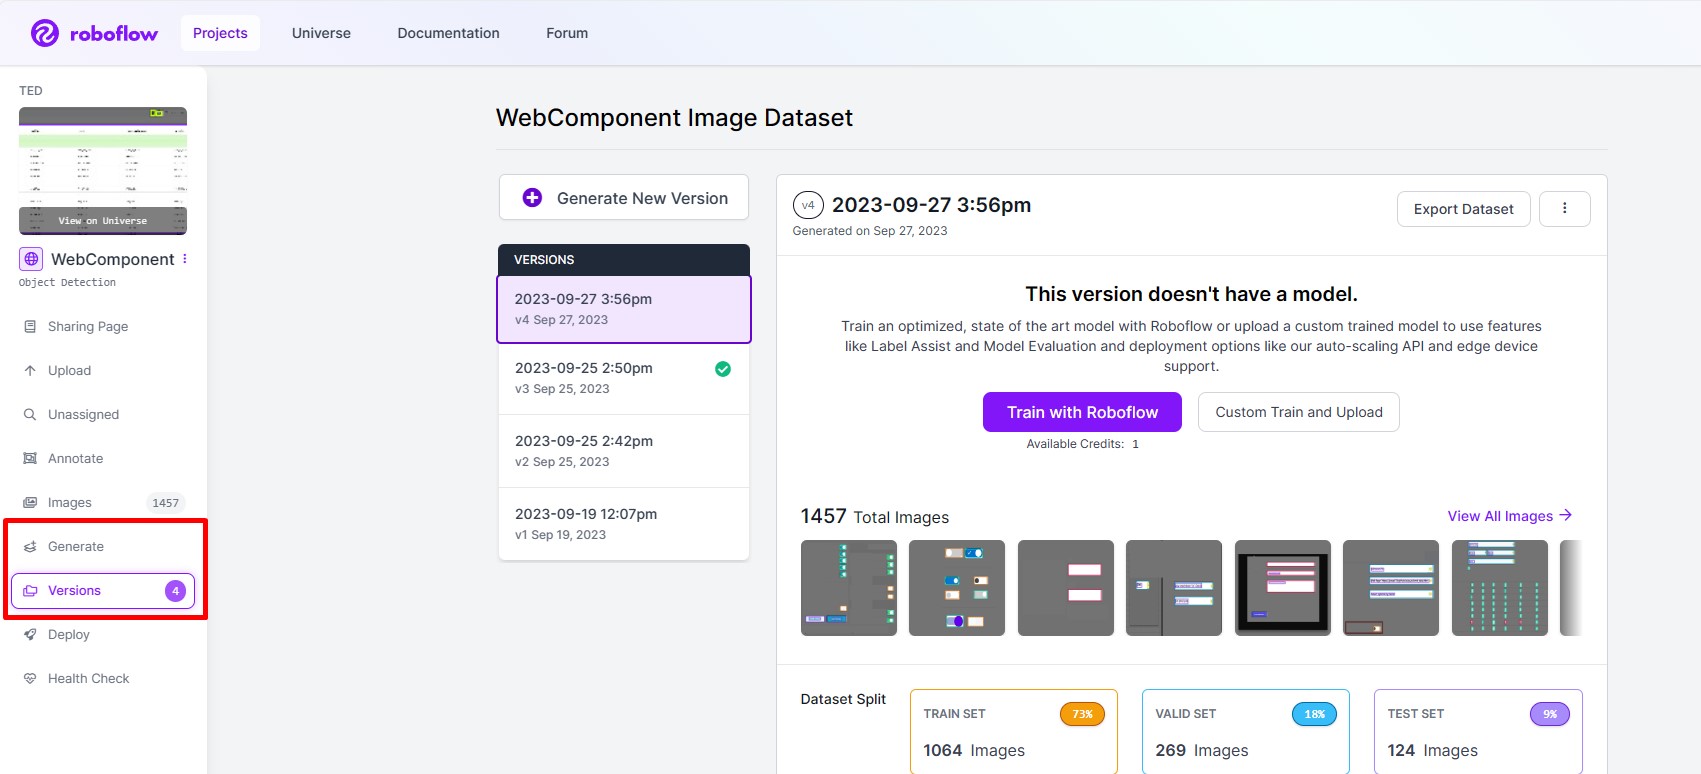 roboflow
Projects
Universe
Documentation
Forum
TED
View on Universe
WebComponent
Object Detection
Sharing Page
Upload
Unassigned
Annotate
Images 1457
Generate
Versions 4
Deploy
Health Check
WebComponent Image Dataset
Generate New Version
VERSIONS
2023-09-27 3:56pm
v4 Sep 27, 2023
2023-09-25 2:50pm
v3 Sep 25, 2023
2023-09-25 2:42pm
v2 Sep 25, 2023
2023-09-19 12:07pm
v1 Sep 19, 2023
v4 2023-09-27 3:56pm
Generated on Sep 27, 2023
Export Dataset
This version doesn't have a model.
Train an optimized, state of the art model with Roboflow or upload a custom trained model to use features
like Label Assist and Model Evaluation and deployment options like our auto-scaling API and edge device
support.
Train with Roboflow
Custom Train and Upload
Available Credits: 1
1457 Total Images
View All Images
Dataset Split
TRAIN SET 73%
1064 Images
VALID SET 18%
269 Images
TEST SET 9%
124 Images